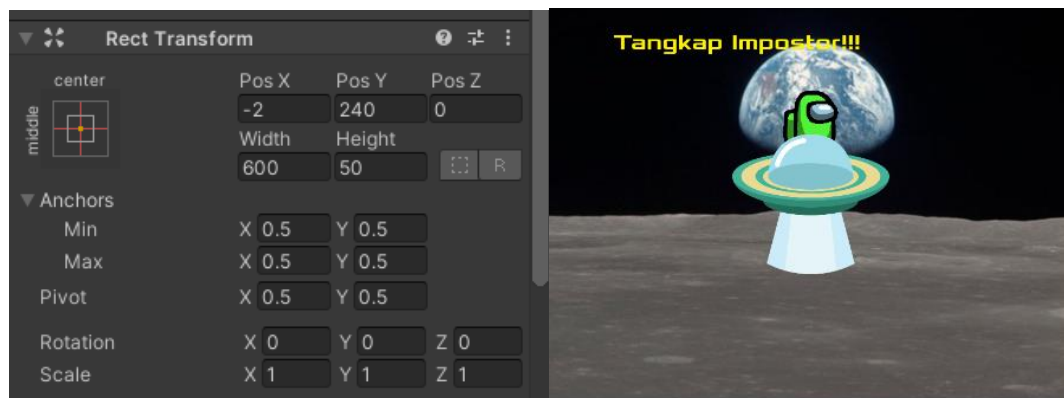 Rect Transform
center
Pos X Pos Y Pos Z
middle
-2 240 0
Width Height
600 50
R
Anchors
Min X 0.5 Y 0.5
Max X 0.5 Y 0.5
Pivot X 0.5 Y 0.5
Rotation X 0 Y 0 Z 0
Scale X 1 Y 1 Z 1
Tangkap Impostor!!!